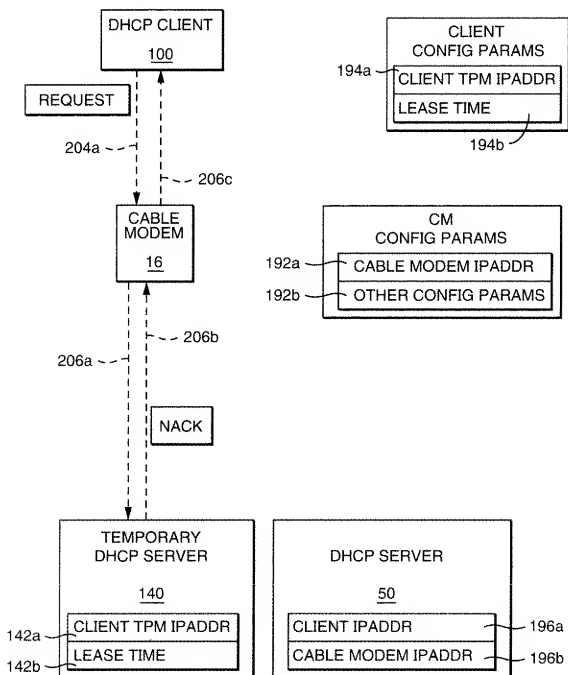 DHCP CLIENT
100
REQUEST
204a
206c
CABLE
MODEM
16
206a
206b
NACK
TEMPORARY
DHCP SERVER
140
CLIENT TPM IPADDR
LEASE TIME
142a
142b
CLIENT
CONFIG PARAMS
194a
CLIENT TPM IPADDR
LEASE TIME
194b
CM
CONFIG PARAMS
192a
CABLE MODEM IPADDR
192b
OTHER CONFIG PARAMS
DHCP SERVER
50
CLIENT IPADDR
196a
CABLE MODEM IPADDR
196b